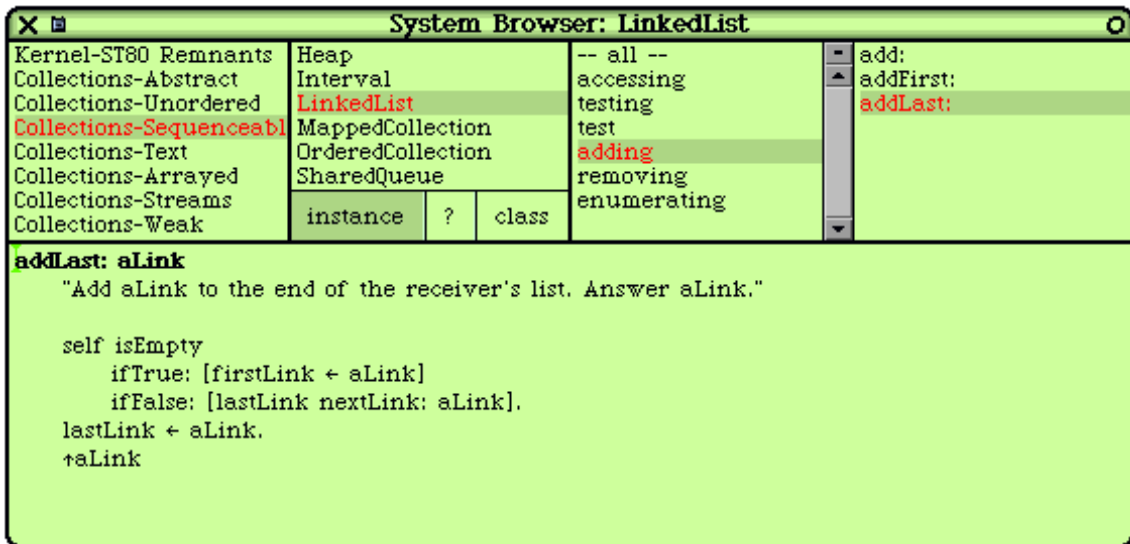 System Browser: LinkedList
Kernel-ST80 Remnants
Collections-Abstract
Collections-Unordered
Collections-Sequenceabl
Collections-Text
Collections-Arrayed
Collections-Streams
Collections-Weak
Heap
Interval
LinkedList
MappedCollection
OrderedCollection
SharedQueue
instance
?
class
-- all --
accessing
testing
test
adding
removing
enumerating
add:
addFirst:
addLast:
addLast: aLink
"Add aLink to the end of the receiver's list. Answer aLink."
self isEmpty
ifTrue: [firstLink ← aLink]
ifFalse: [lastLink nextLink: aLink].
lastLink ← aLink.
↑aLink